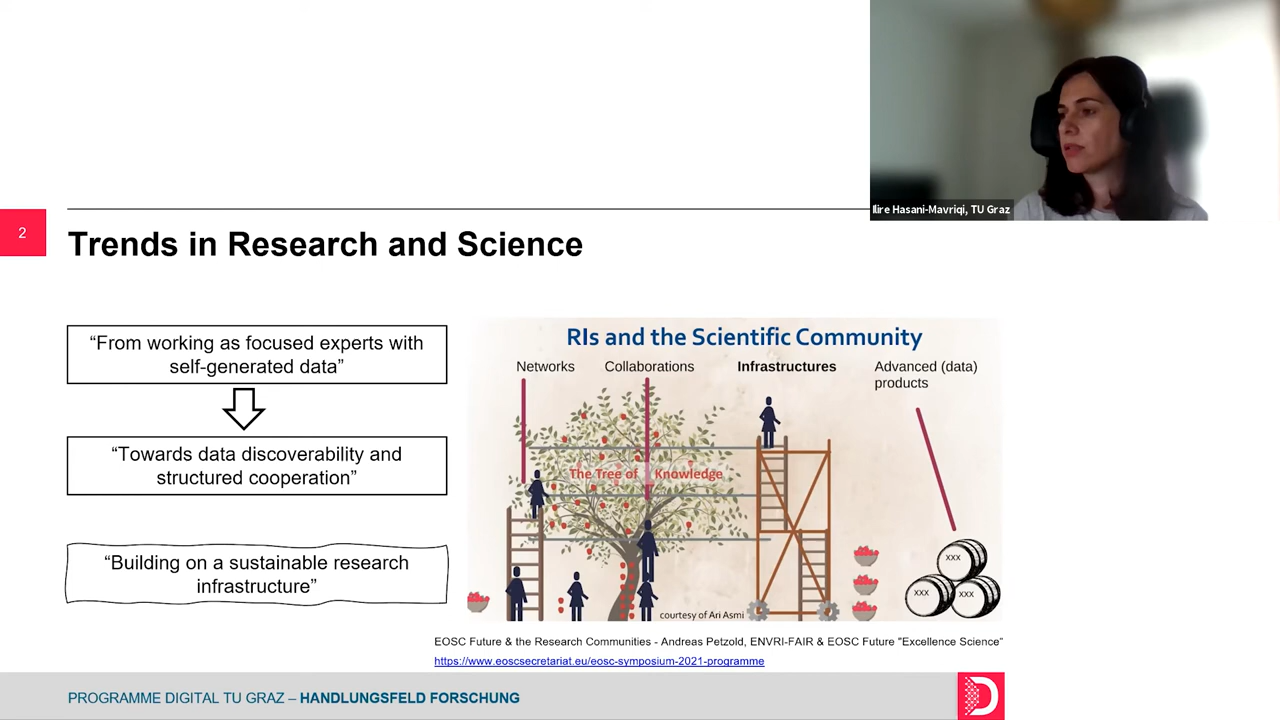 Ilire Hasani-Mavriqi, TU Graz
2
Trends in Research and Science
“From working as focused experts with
self-generated data”
“Towards data discoverability and
structured cooperation”
“Building on a sustainable research
infrastructure”
RIs and the Scientific Community
Networks
Collaborations
Infrastructures
Advanced (data)
products
The Tree of Knowledge
xxx
xxx
xxx
courtesy of Ari Asmi
EOSC Future & the Research Communities - Andreas Petzold, ENVRI-FAIR & EOSC Future "Excellence Science"
https://www.eoscsecretariat.eu/eosc-symposium-2021-programme
PROGRAMME DIGITAL TU GRAZ – HANDLUNGSFELD FORSCHUNG
D